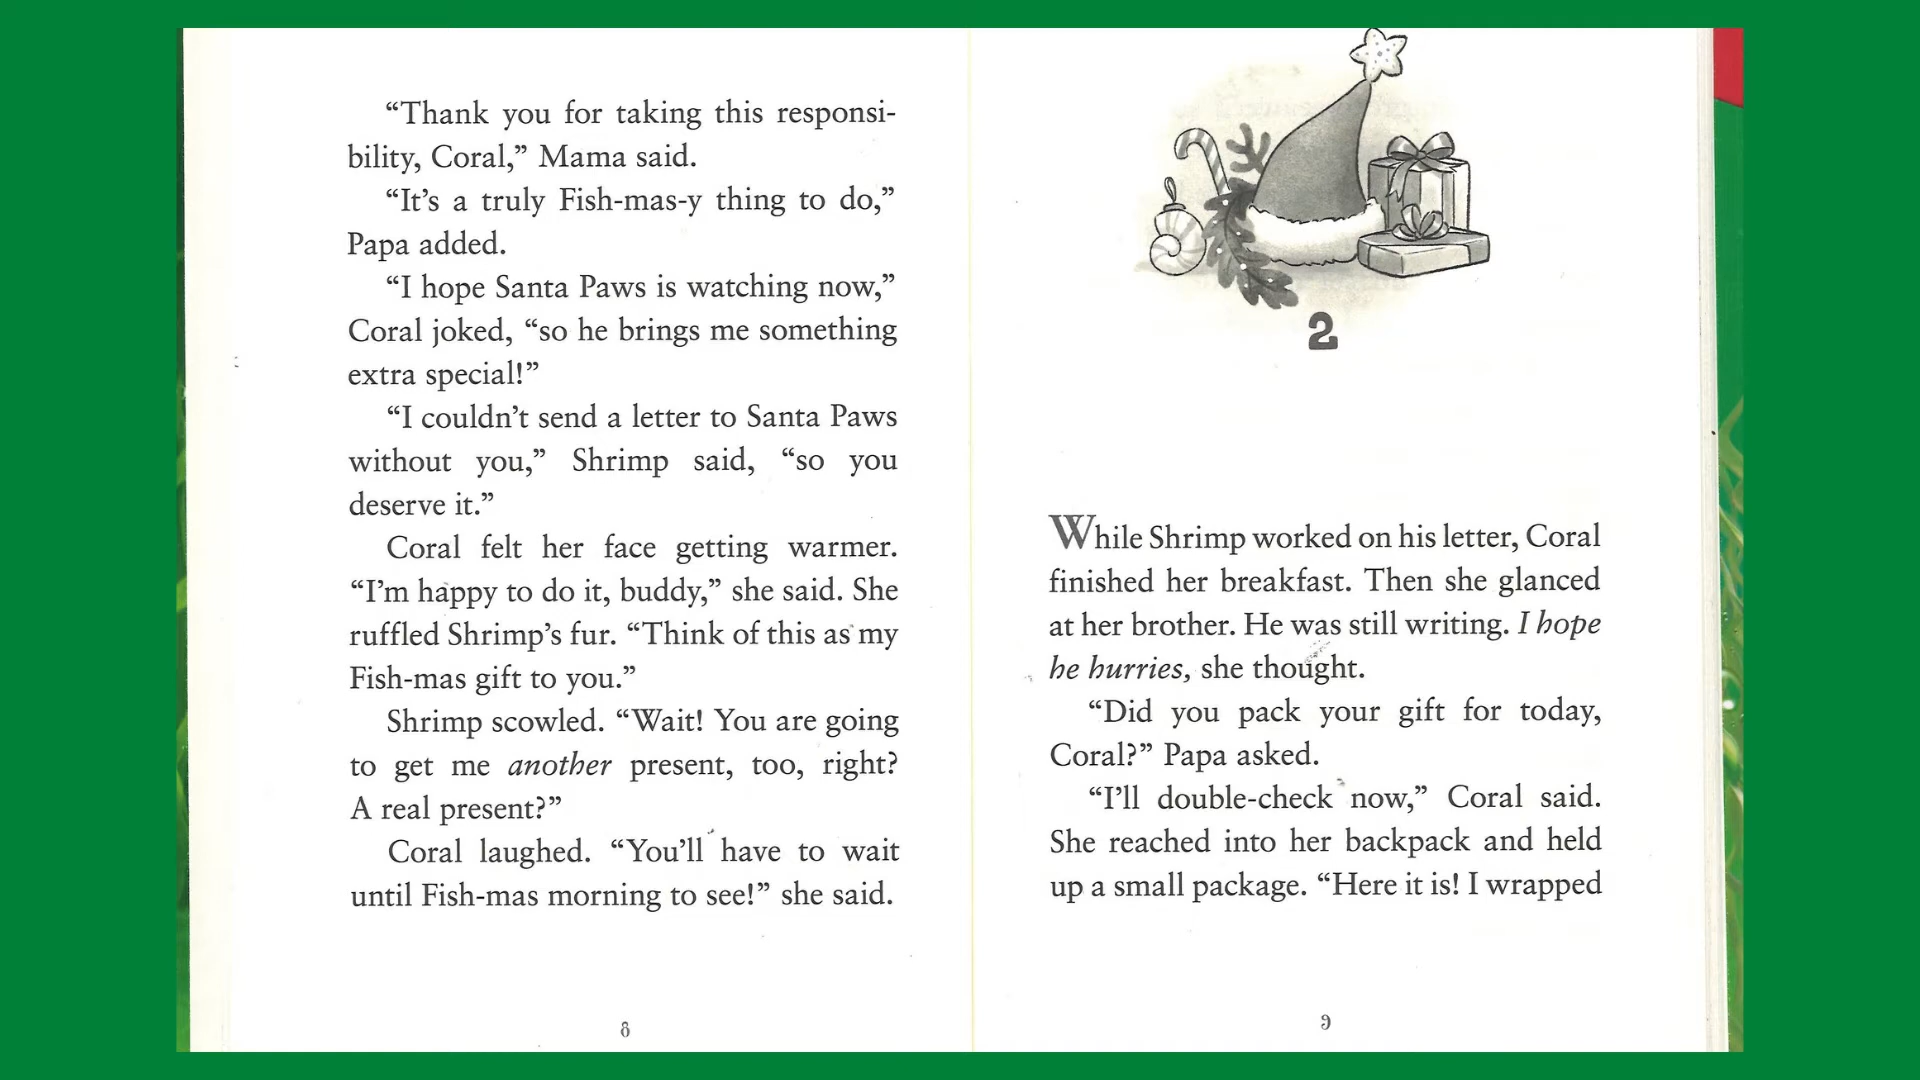 “Thank you for taking this responsi-
bility, Coral,” Mama said.
“It’s a truly Fish-mas-y thing to do,”
Papa added.
“I hope Santa Paws is watching now,”
Coral joked, “so he brings me something
extra special!”
“I couldn’t send a letter to Santa Paws
without you,” Shrimp said, “so you
deserve it.”
Coral felt her face getting warmer.
“I’m happy to do it, buddy,” she said. She
ruffled Shrimp’s fur. “Think of this as my
Fish-mas gift to you.”
Shrimp scowled. “Wait! You are going
to get me another present, too, right?
A real present?”
Coral laughed. “You’ll have to wait
until Fish-mas morning to see!” she said.
8
2
While Shrimp worked on his letter, Coral
finished her breakfast. Then she glanced
at her brother. He was still writing. I hope
he hurries, she thought.
“Did you pack your gift for today,
Coral?” Papa asked.
“I’ll double-check now,” Coral said.
She reached into her backpack and held
up a small package. “Here it is! I wrapped
9